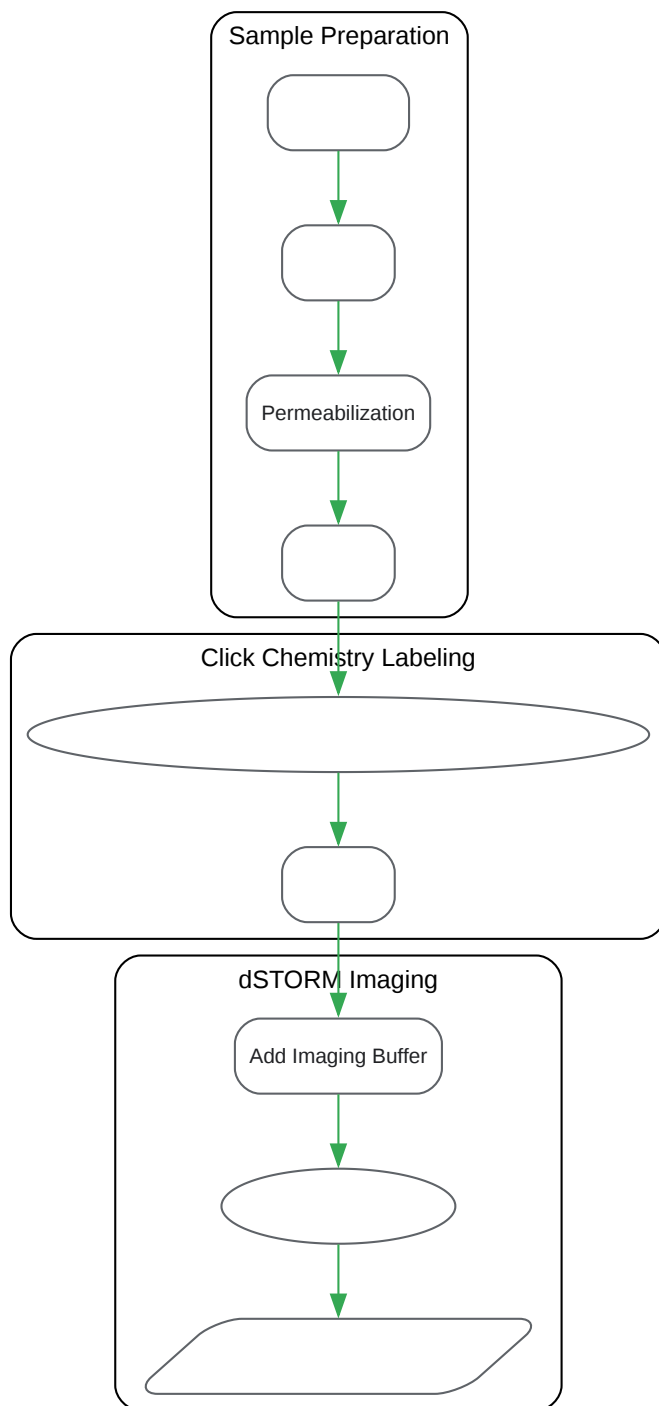 Sample Preparation
Permeabilization
Click Chemistry Labeling
dSTORM Imaging
Add Imaging Buffer